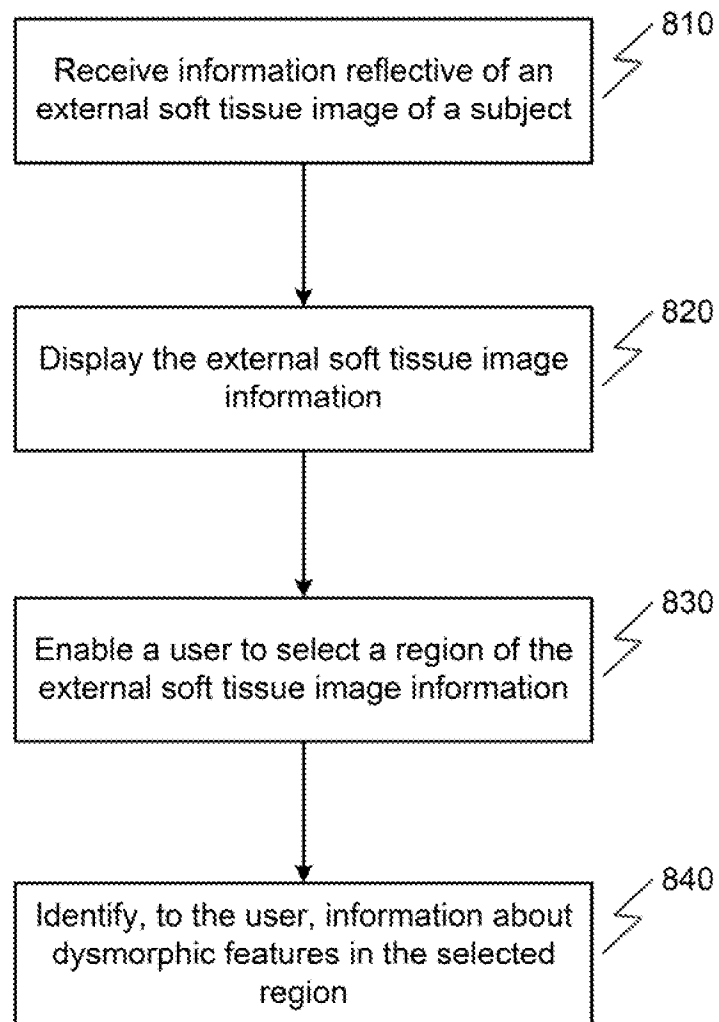 810
Receive information reflective of an
external soft tissue image of a subject
820
Display the external soft tissue image
information
830
Enable a user to select a region of the
external soft tissue image information
840
Identify, to the user, information about
dysmorphic features in the selected
region